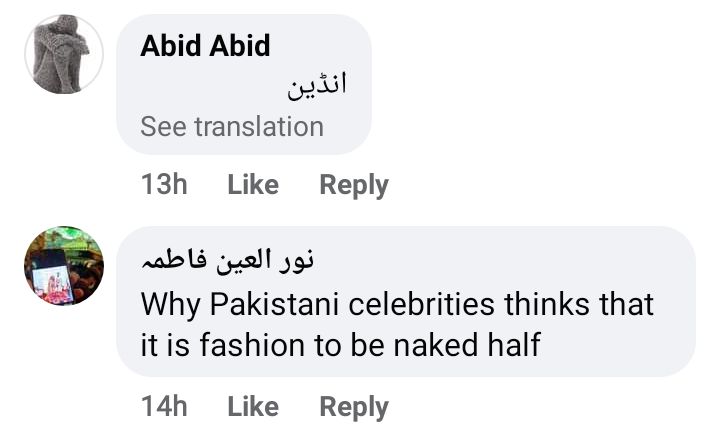 Abid Abid
انڈین
See translation
13h Like Reply
نور العین فاطمہ
Why Pakistani celebrities thinks that
it is fashion to be naked half
14h Like Reply